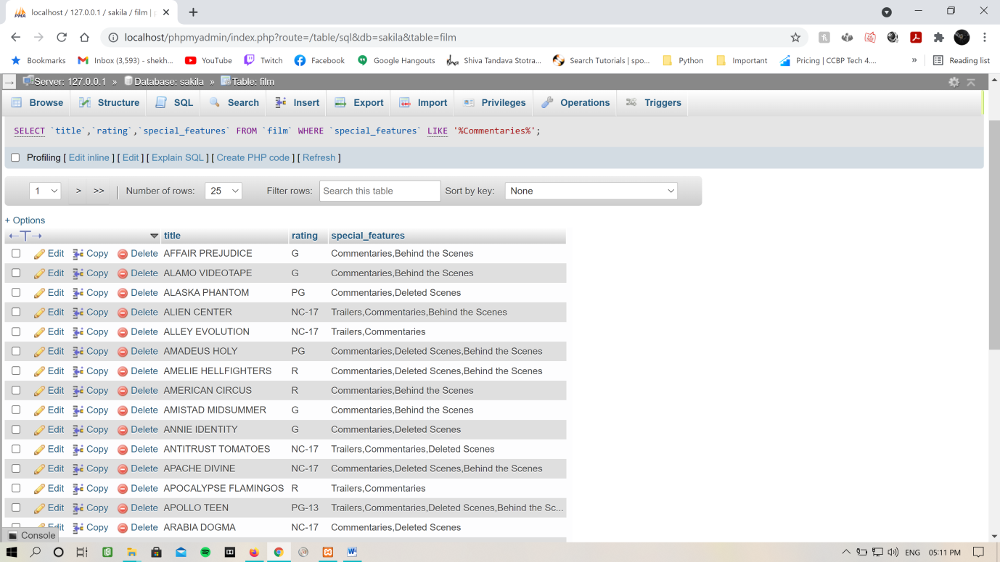 localhost / 127.0.0.1 / sakila / film |
localhost/phpmyadmin/index.php?route=/table/sql&db=sakila&table=film
Bookmarks Inbox (3,593) - shekh... YouTube Twitch Facebook Google Hangouts Shiva Tandava Stotra... Search Tutorials | spo... Python Important Pricing | CCBP Tech 4.... » Reading list
Server: 127.0.0.1 » Database: sakila » Table: film
Browse Structure SQL Search Insert Export Import Privileges Operations Triggers
SELECT `title`,`rating`,`special_features` FROM `film` WHERE `special_features` LIKE '%Commentaries%';
Profiling [ Edit inline ] [ Edit ] [ Explain SQL ] [ Create PHP code ] [ Refresh ]
1 > >> | Number of rows: 25 Filter rows: Search this table Sort by key: None
+ Options
title rating special_features
Edit Copy Delete AFFAIR PREJUDICE G Commentaries,Behind the Scenes
Edit Copy Delete ALAMO VIDEOTAPE G Commentaries,Behind the Scenes
Edit Copy Delete ALASKA PHANTOM PG Commentaries,Deleted Scenes
Edit Copy Delete ALIEN CENTER NC-17 Trailers,Commentaries,Behind the Scenes
Edit Copy Delete ALLEY EVOLUTION NC-17 Trailers,Commentaries
Edit Copy Delete AMADEUS HOLY PG Commentaries,Deleted Scenes,Behind the Scenes
Edit Copy Delete AMELIE HELLFIGHTERS R Commentaries,Deleted Scenes,Behind the Scenes
Edit Copy Delete AMERICAN CIRCUS R Commentaries,Behind the Scenes
Edit Copy Delete AMISTAD MIDSUMMER G Commentaries,Behind the Scenes
Edit Copy Delete ANNIE IDENTITY G Commentaries,Deleted Scenes
Edit Copy Delete ANTITRUST TOMATOES NC-17 Trailers,Commentaries,Deleted Scenes
Edit Copy Delete APACHE DIVINE NC-17 Commentaries,Deleted Scenes,Behind the Scenes
Edit Copy Delete APOCALYPSE FLAMINGOS R Trailers,Commentaries
Edit Copy Delete APOLLO TEEN PG-13 Trailers,Commentaries,Deleted Scenes,Behind the Sc...
Edit Copy Delete ARABIA DOGMA NC-17 Commentaries,Deleted Scenes
Console
ENG 05:11 PM